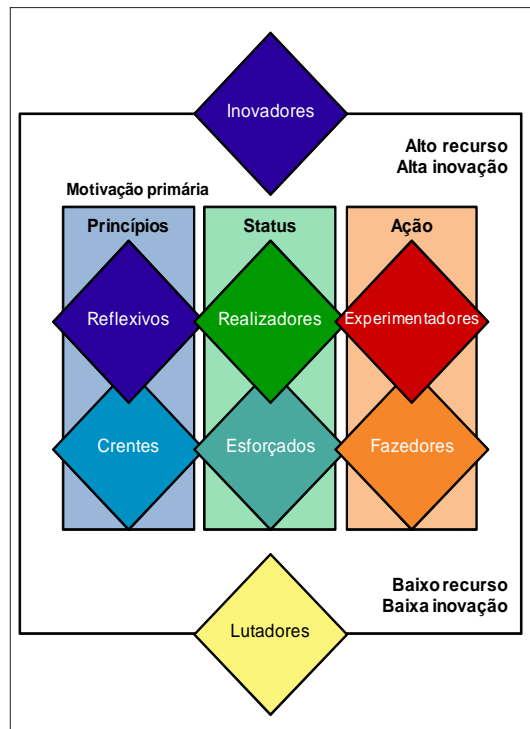 Inovadores
Alto recurso
Alta inovação
Motivação primária
Princípios
Status
Ação
Reflexivos
Realizadores
Experimentadores
Crentes
Esforçados
Fazedores
Baixo recurso
Baixa inovação
Lutadores